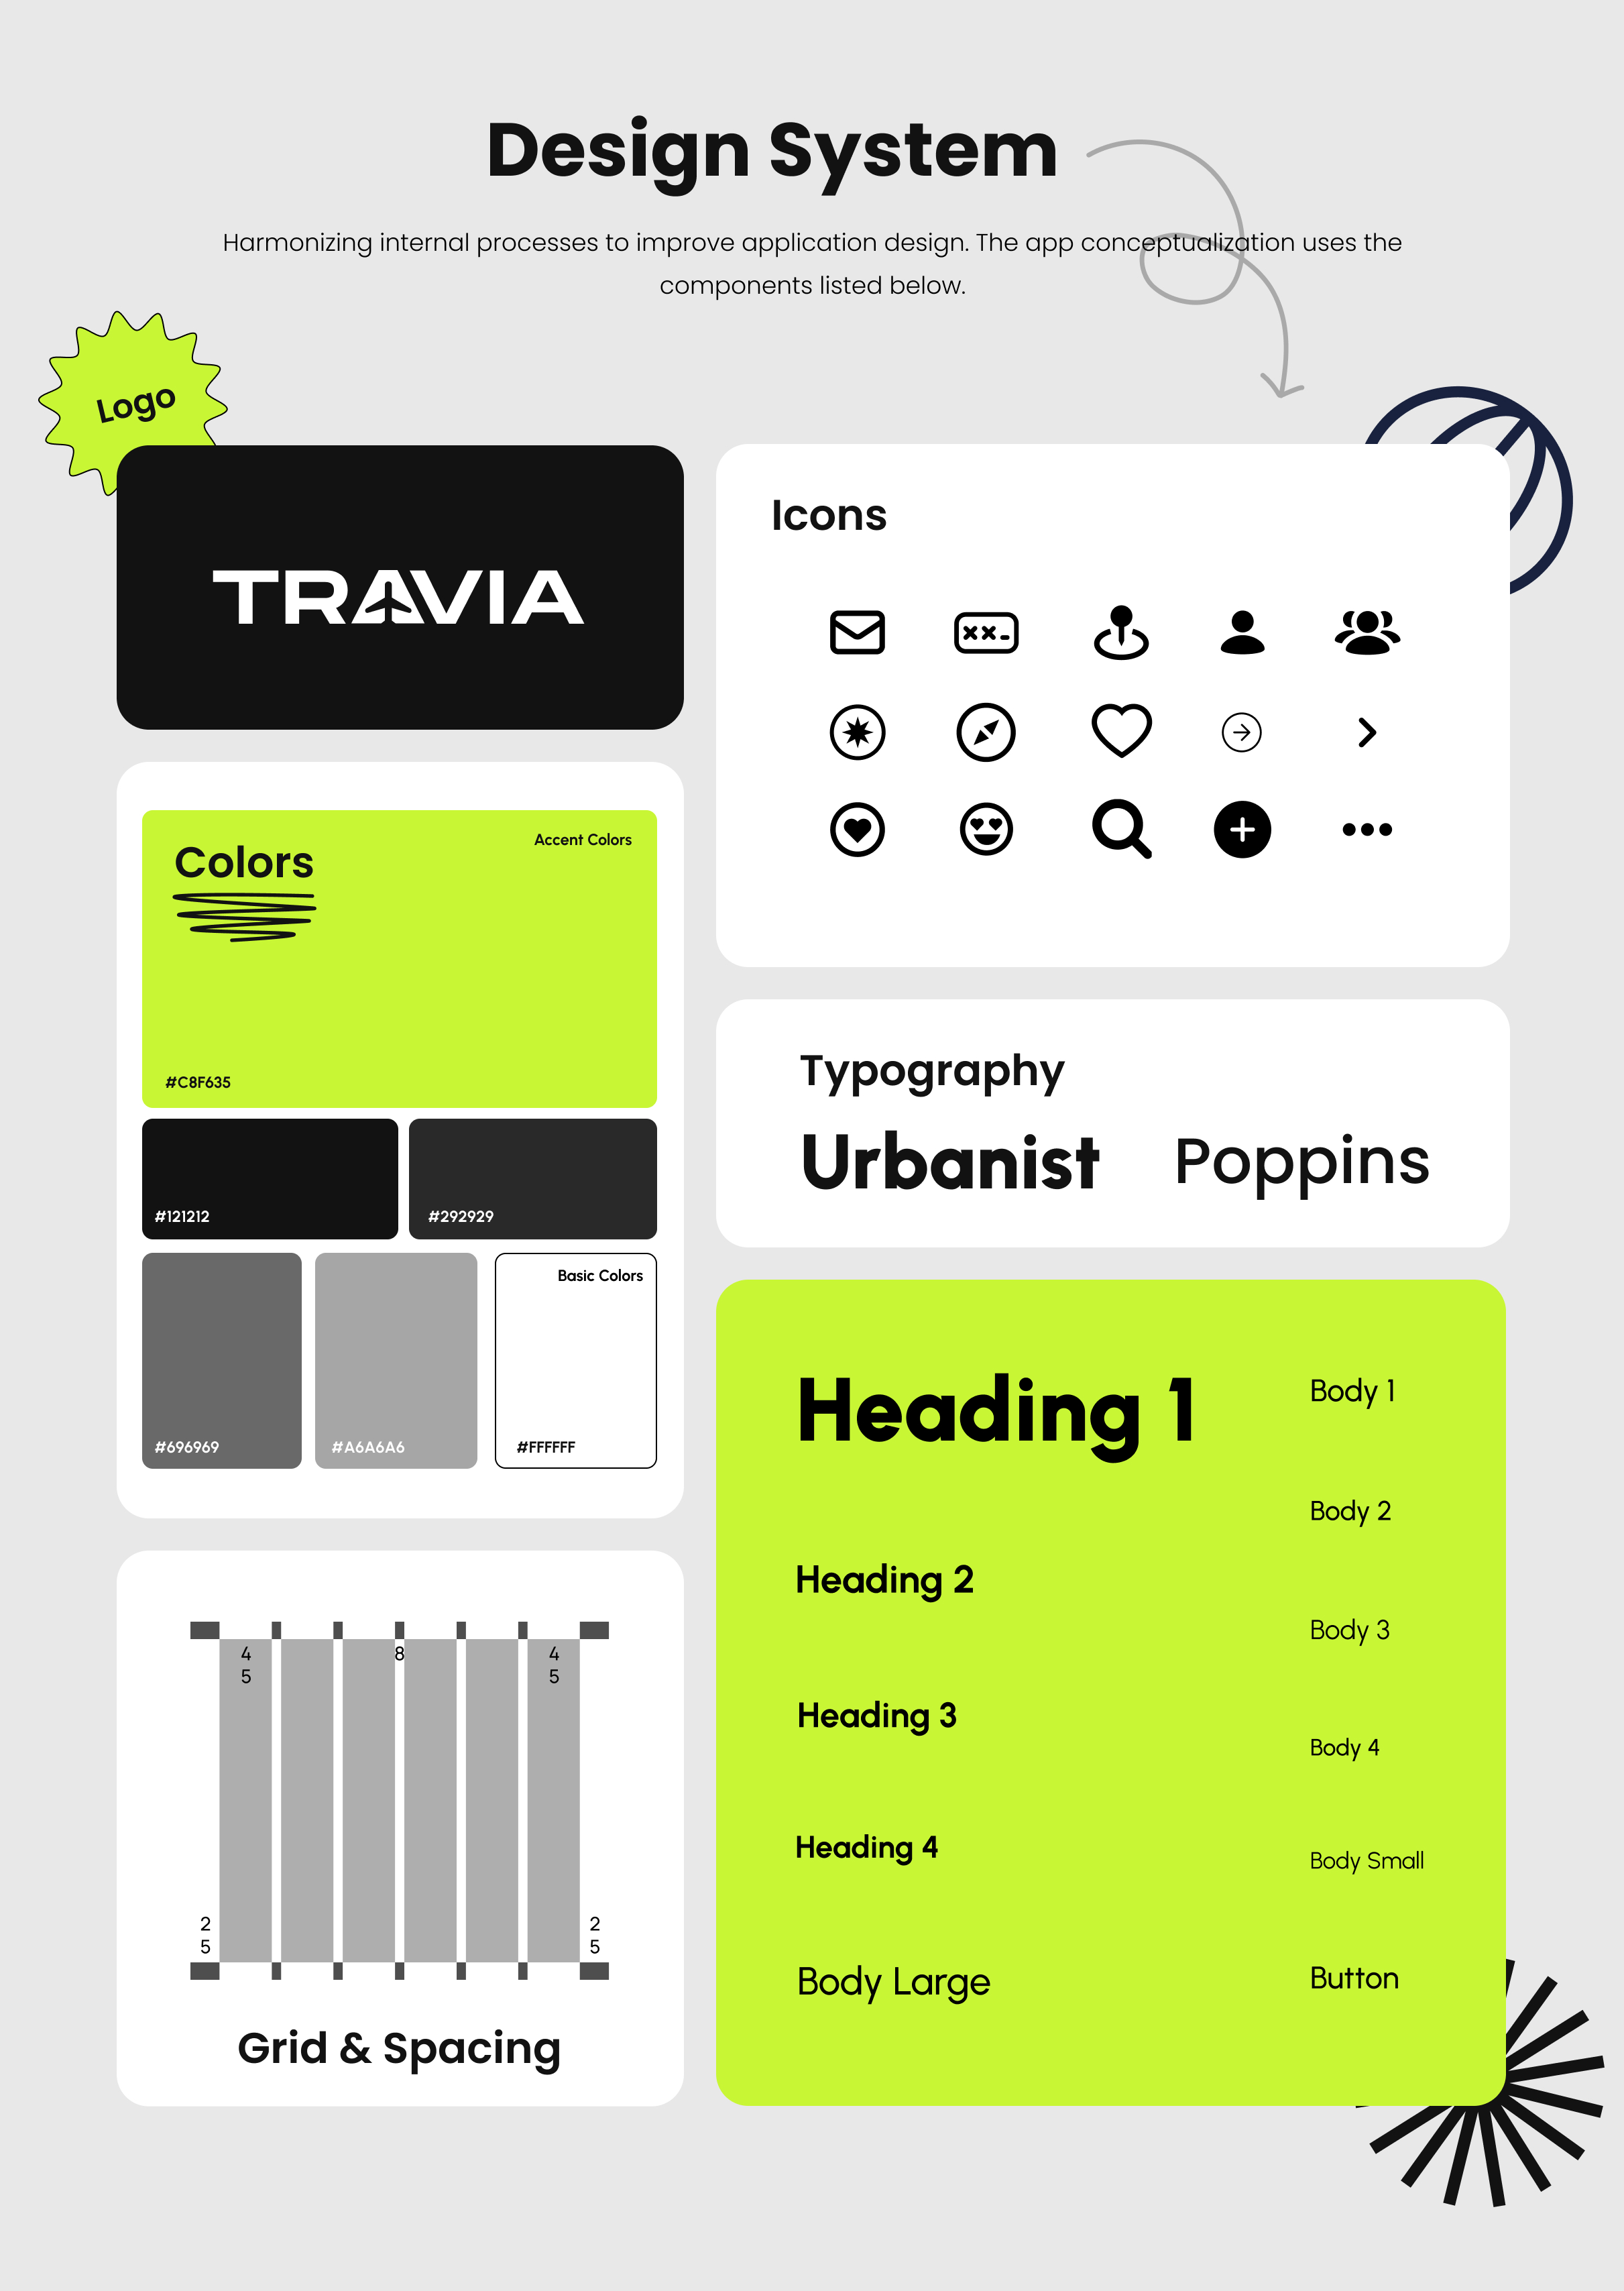 Design System
Harmonizing internal processes to improve application design. The app conceptualization uses the
components listed below.
Logo
TRAVIA
Icons
Colors
Accent Colors
#C8F635
#121212
#292929
Basic Colors
#696969
#A6A6A6
#FFFFFF
Typography
Urbanist
Poppins
Heading 1
Body 1
Body 2
Heading 2
Body 3
Heading 3
Body 4
Heading 4
Body Small
Body Large
Button
4
5
8
4
5
2
5
2
5
Grid & Spacing